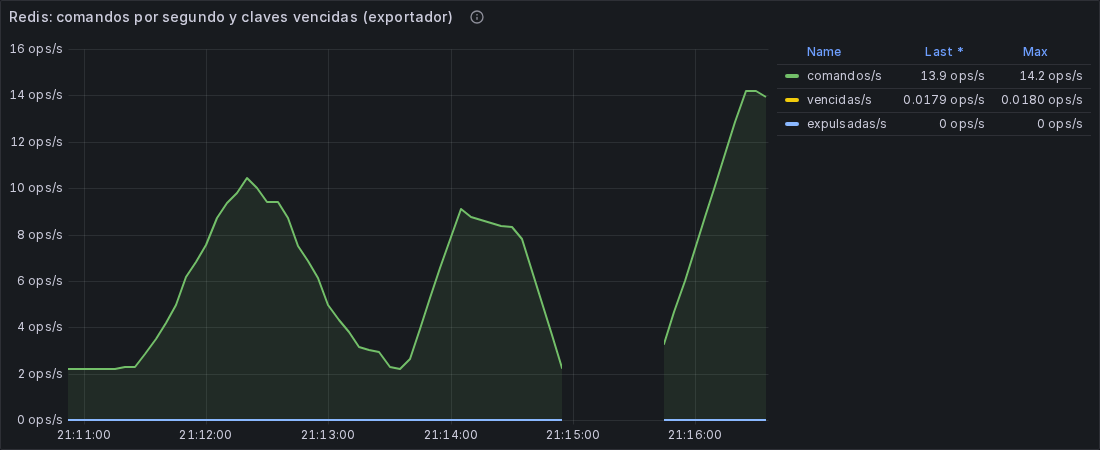 Redis: comandos por segundo y claves vencidas (exportador)
16 ops/s
14 ops/s
12 ops/s
10 ops/s
8 ops/s
6 ops/s
4 ops/s
2 ops/s
0 ops/s
21:11:00 21:12:00 21:13:00 21:14:00 21:15:00 21:16:00
Name Last * Max
comandos/s 13.9 ops/s 14.2 ops/s
vencidas/s 0.0179 ops/s 0.0180 ops/s
expulsadas/s 0 ops/s 0 ops/s